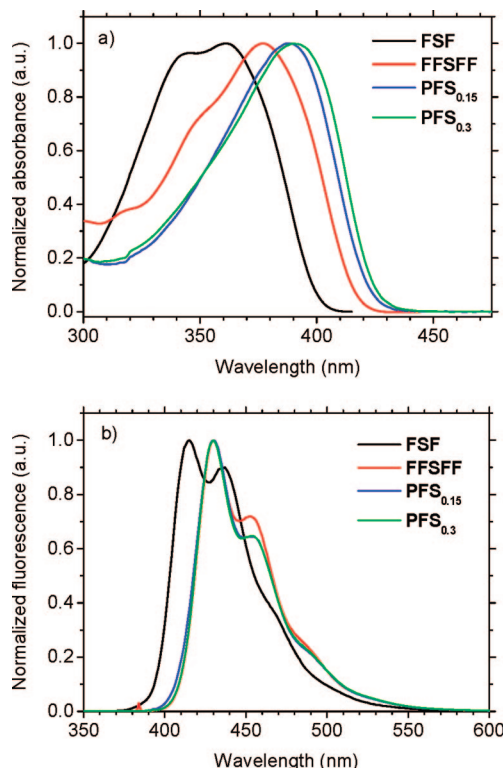 a)
FSF
FFSFF
PFS0.15
PFS0.3
Normalized absorbance (a.u.)
1.0
0.8
0.6
0.4
0.2
0.0
300 350 400 450
Wavelength (nm)
b)
FSF
FFSFF
PFS0.15
PFS0.3
Normalized fluorescence (a.u.)
1.0
0.8
0.6
0.4
0.2
0.0
350 400 450 500 550 600
Wavelength (nm)